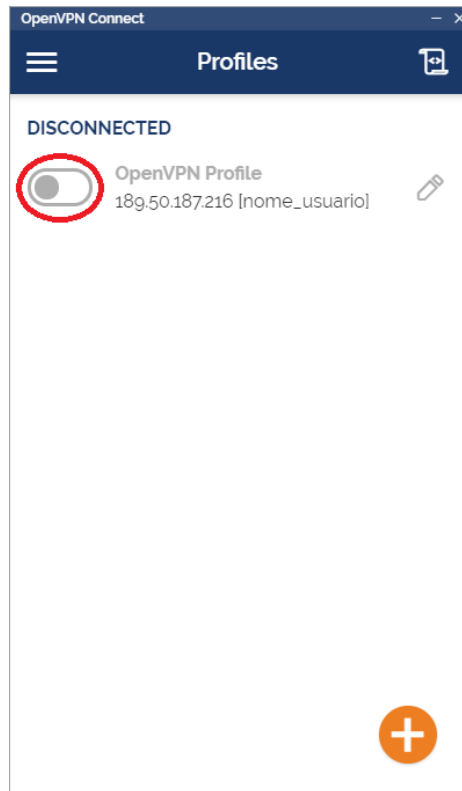 OpenVPN Connect
Profiles
DISCONNECTED
OpenVPN Profile
189.50.187.216 [nome_usuario]